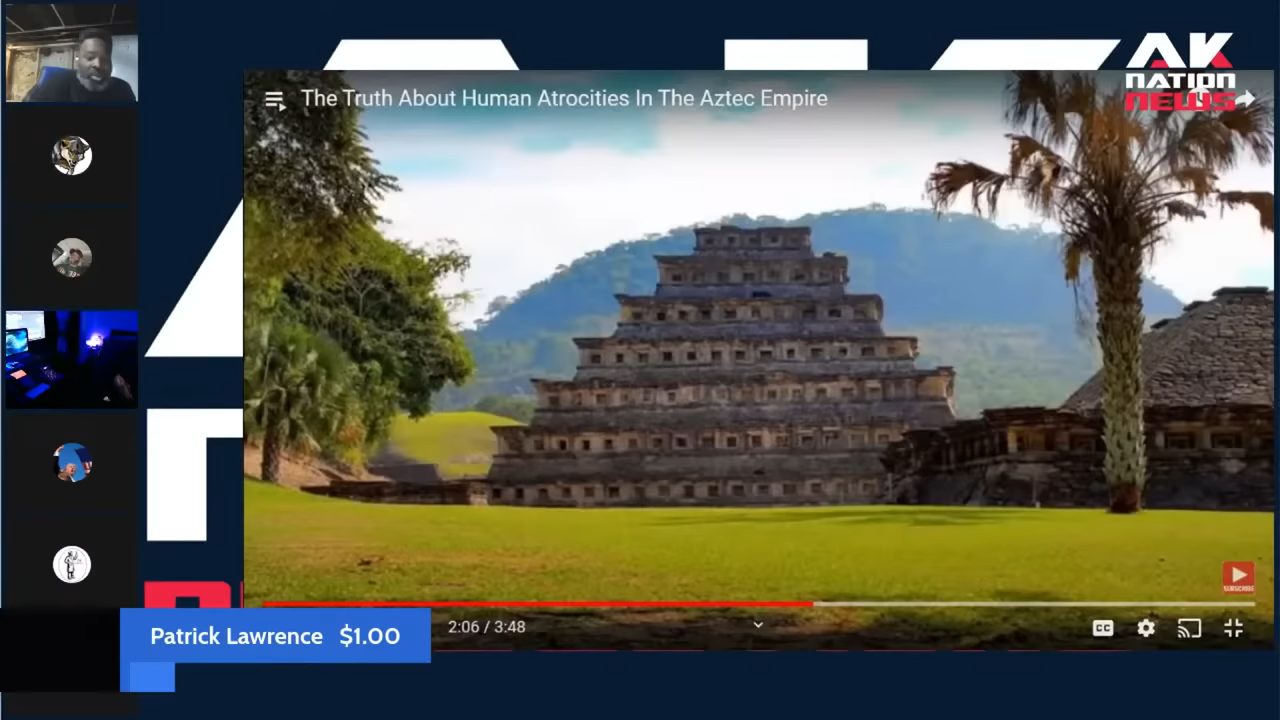 The Truth About Human Atrocities In The Aztec Empire
AK
NATION
NEWS
SUBSCRIBE
2:06 / 3:48
CC
Patrick Lawrence $1.00